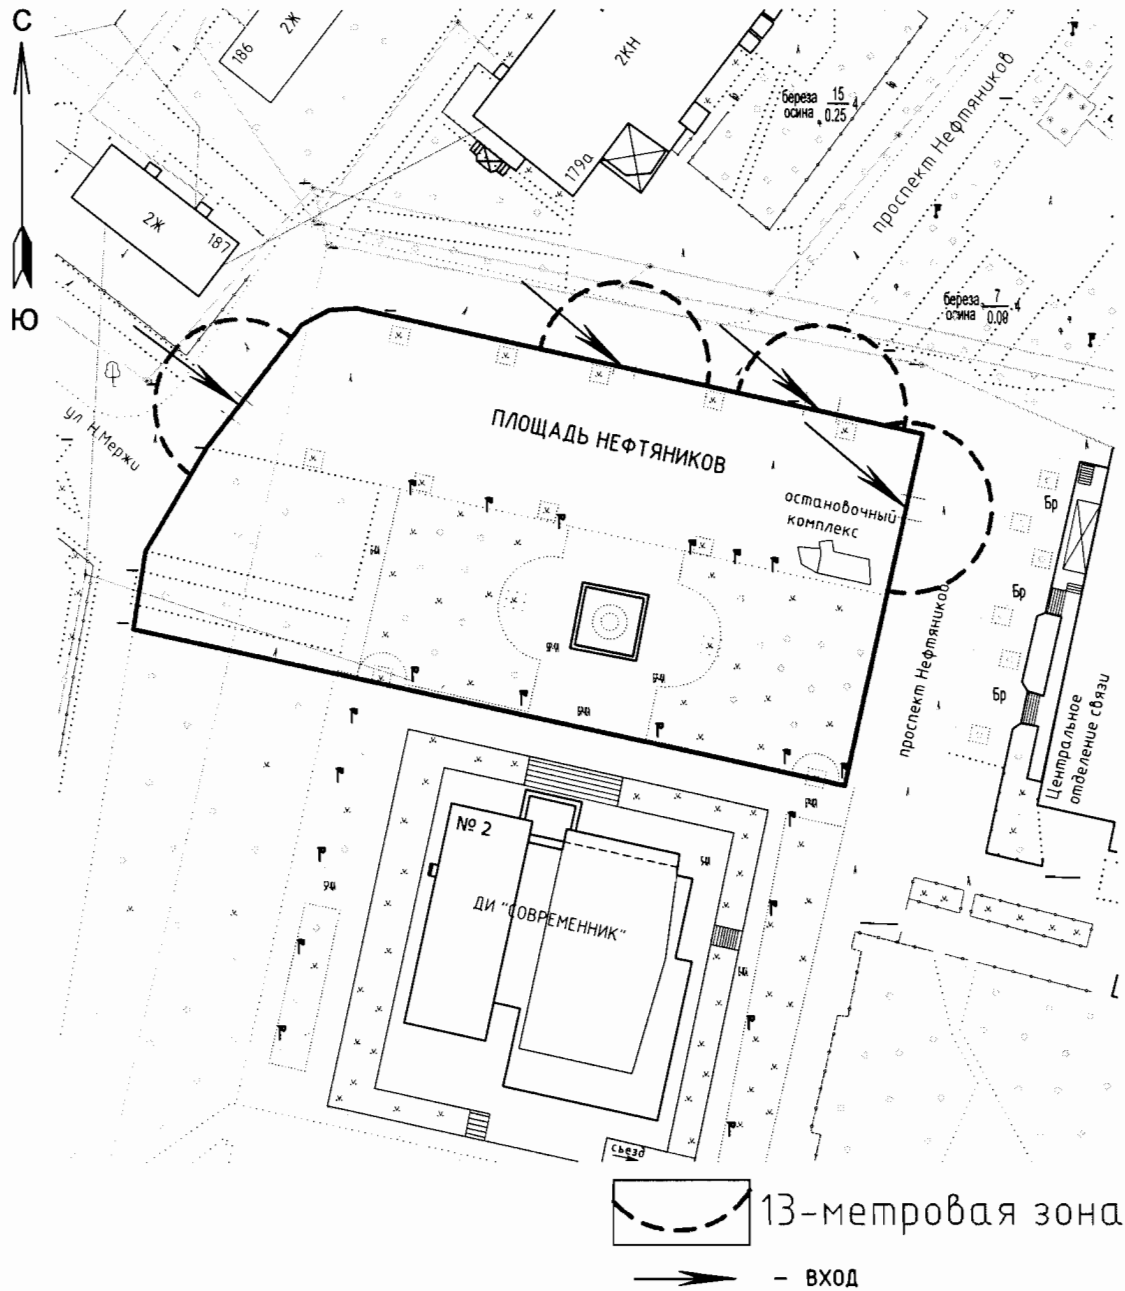 С
Ю
186
2Ж
2КН
179а
береза 15 4
осина 0.25
проспект Нефтяников
2Ж
187
береза 7 4
осина 0.08
ул Н.Мержи
ПЛОЩАДЬ НЕФТЯНИКОВ
остановочный
комплекс
Бр
Бр
Бр
проспект Нефтяников
Центральное
отделение связи
№ 2
ДИ "СОВРЕМЕННИК"
съезд
13-метровая зона
- ВХОД